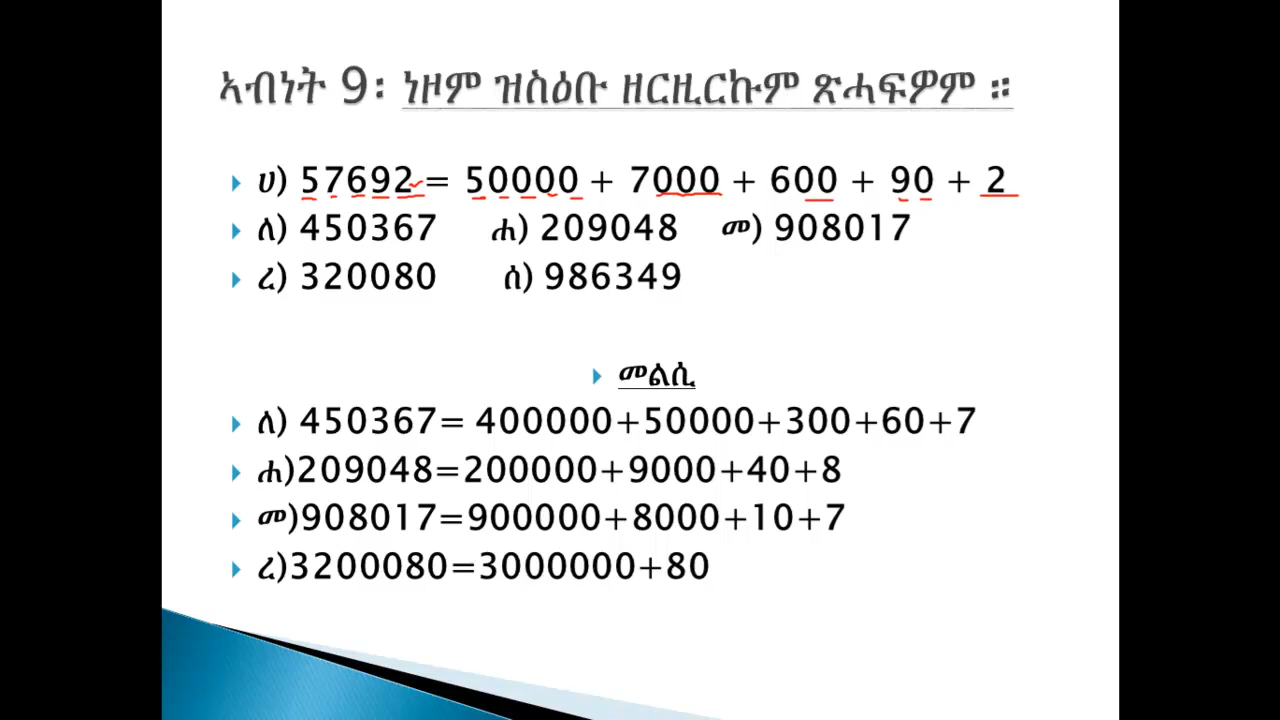 ኣብነት 9፡ ነዞም ዝስዕቡ ዘርዚርኩም ጽሓፍዎም ።
ሀ) 57692 = 50000 + 7000 + 600 + 90 + 2
ለ) 450367 ሐ) 209048 መ) 908017
ረ) 320080 ሰ) 986349
መልሲ
ለ) 450367= 400000+50000+300+60+7
ሐ)209048=200000+9000+40+8
መ)908017=900000+8000+10+7
ረ)3200080=3000000+80